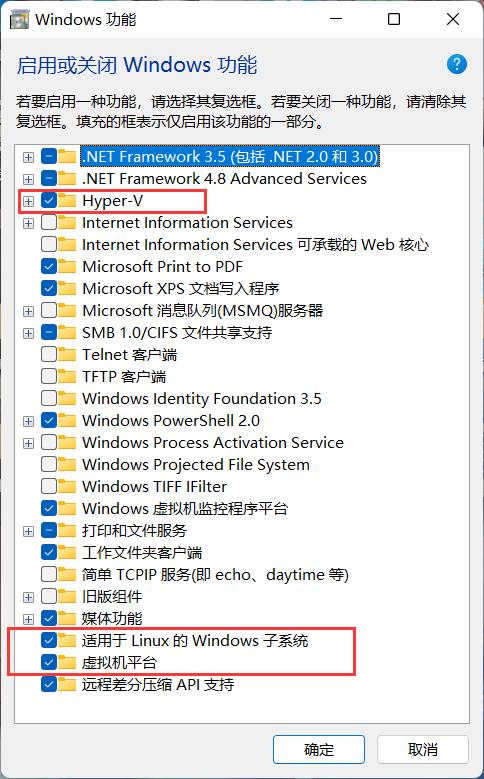 Windows 功能
启用或关闭 Windows 功能
若要启用一种功能，请选择其复选框。若要关闭一种功能，请清除其
复选框。填充的框表示仅启用该功能的一部分。
.NET Framework 3.5 (包括 .NET 2.0 和 3.0)
.NET Framework 4.8 Advanced Services
Hyper-V
Internet Information Services
Internet Information Services 可承载的 Web 核心
Microsoft Print to PDF
Microsoft XPS 文档写入程序
Microsoft 消息队列(MSMQ)服务器
SMB 1.0/CIFS 文件共享支持
Telnet 客户端
TFTP 客户端
Windows Identity Foundation 3.5
Windows PowerShell 2.0
Windows Process Activation Service
Windows Projected File System
Windows TIFF IFilter
Windows 虚拟机监控程序平台
打印和文件服务
工作文件夹客户端
简单 TCPIP 服务(即 echo、daytime 等)
旧版组件
媒体功能
适用于 Linux 的 Windows 子系统
虚拟机平台
远程差分压缩 API 支持
确定
取消